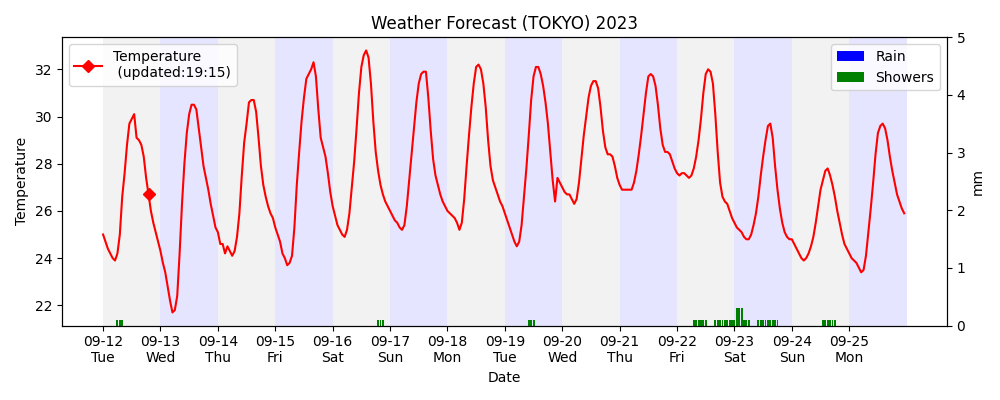 Weather Forecast (TOKYO) 2023
Temperature
(updated:19:15)
Rain
Showers
Temperature
32
30
28
26
24
22
5
4
3
2
1
0
mm
09-12 09-13 09-14 09-15 09-16 09-17 09-18 09-19 09-20 09-21 09-22 09-23 09-24 09-25
Tue Wed Thu Fri Sat Sun Mon Tue Wed Thu Fri Sat Sun Mon
Date